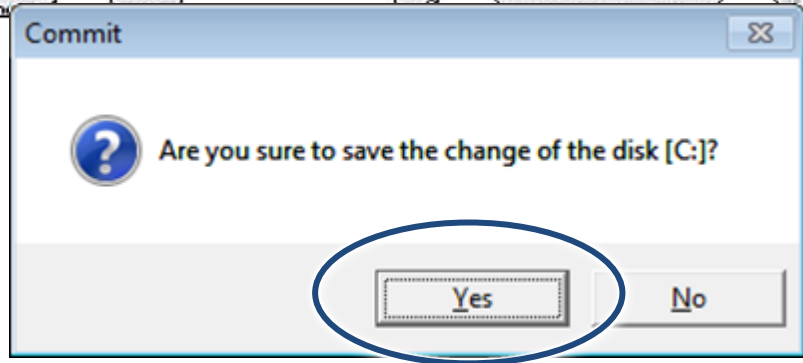 Commit
Are you sure to save the change of the disk [C:]?
Yes
No